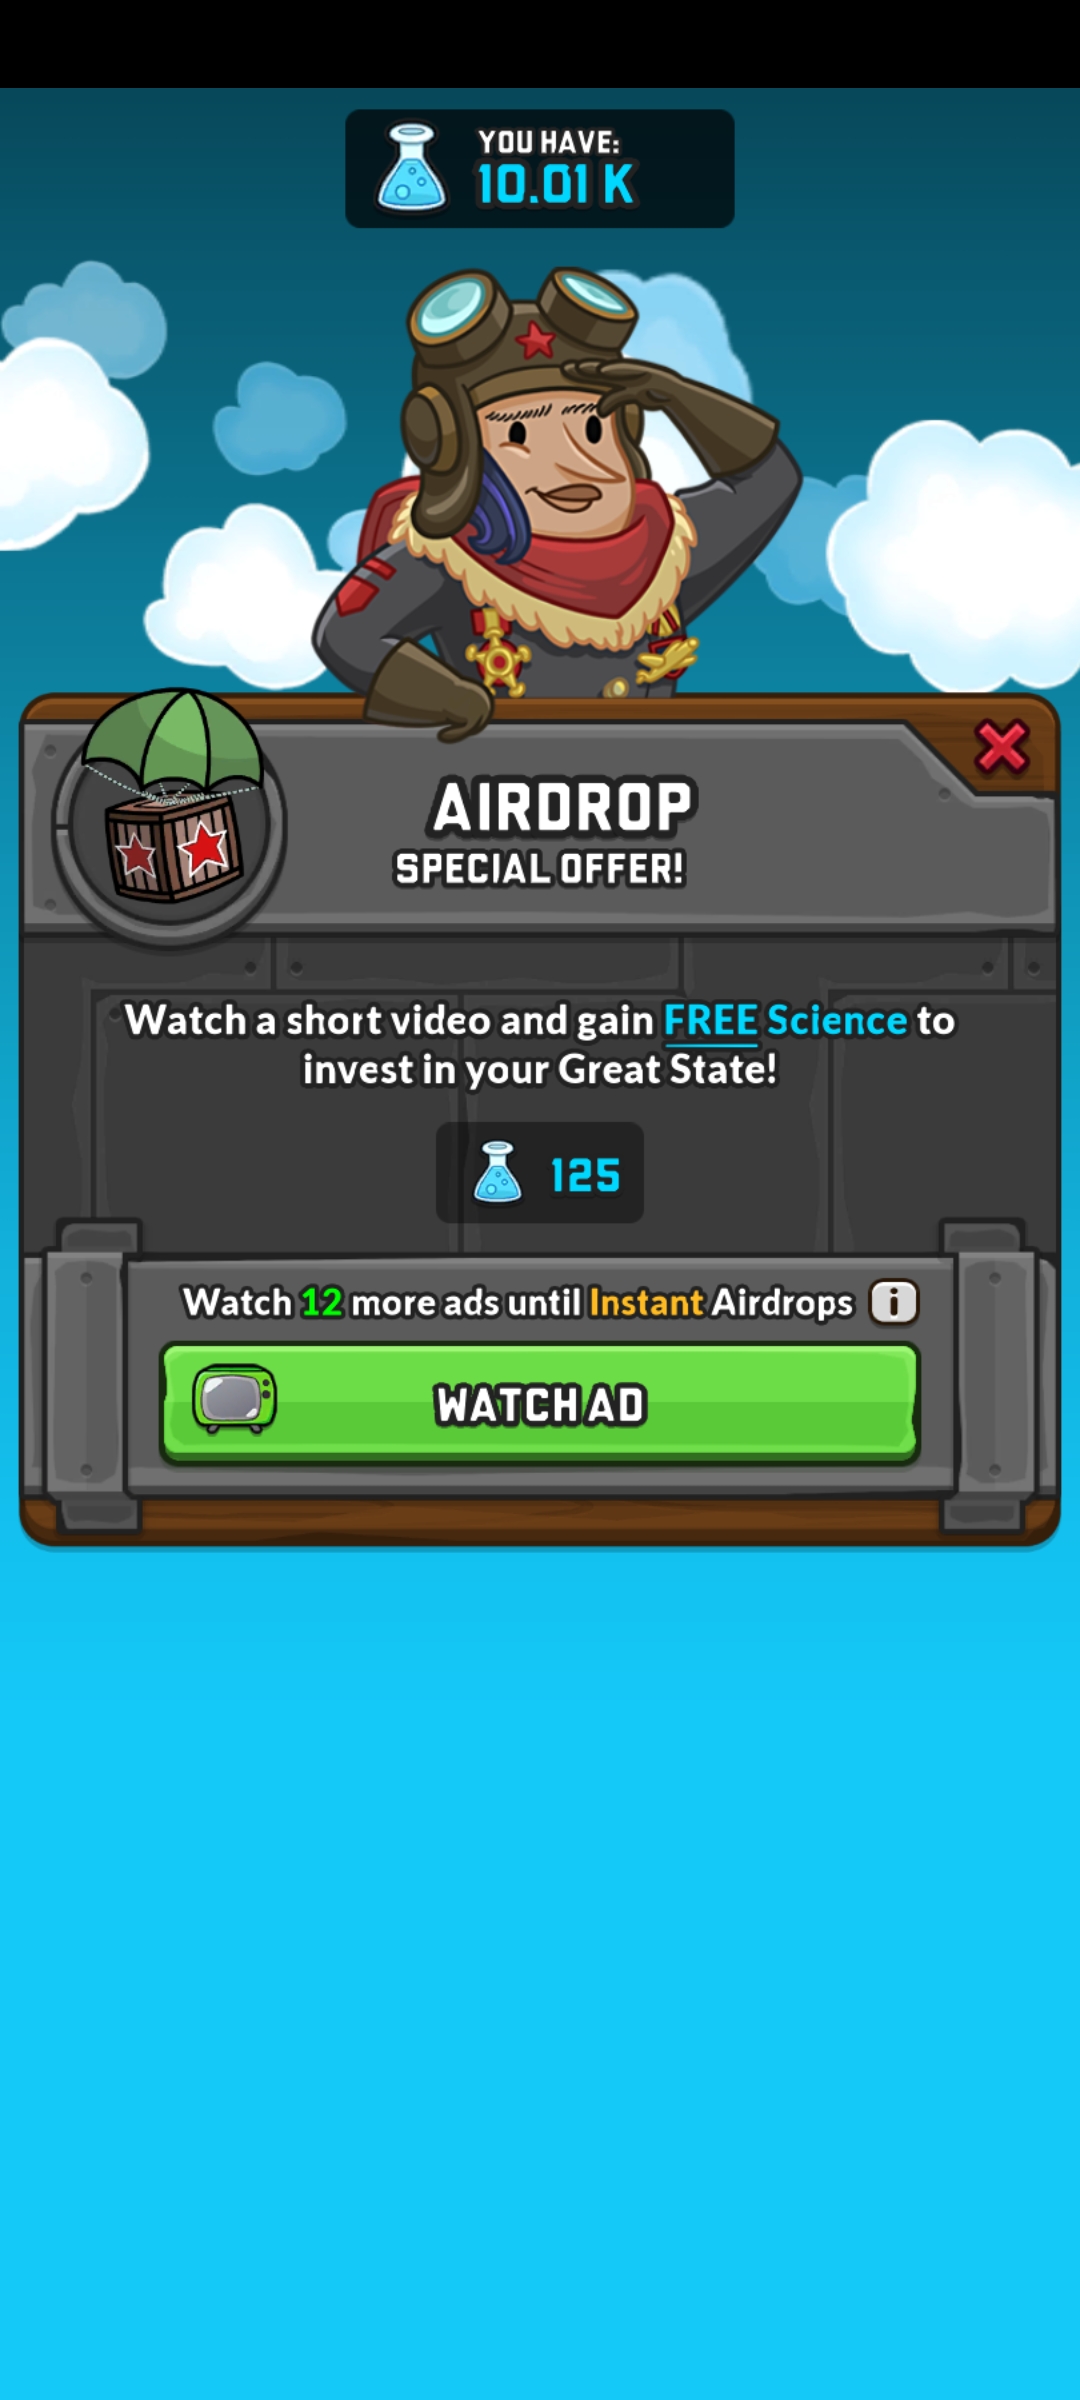 YOU HAVE:
10.01 K
AIRDROP
SPECIAL OFFER!
Watch a short video and gain FREE Science to
invest in your Great State!
125
Watch 12 more ads until Instant Airdrops i
WATCH AD